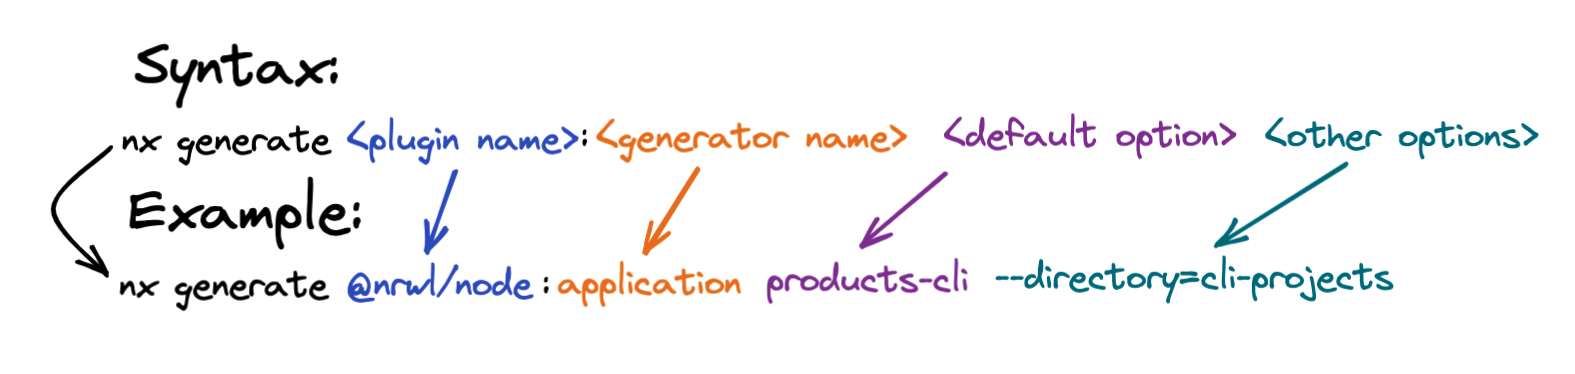 Syntax:
nx generate <plugin name>:<generator name> <default option> <other options>
Example:
nx generate @nrwl/node:application products-cli --directory=cli-projects